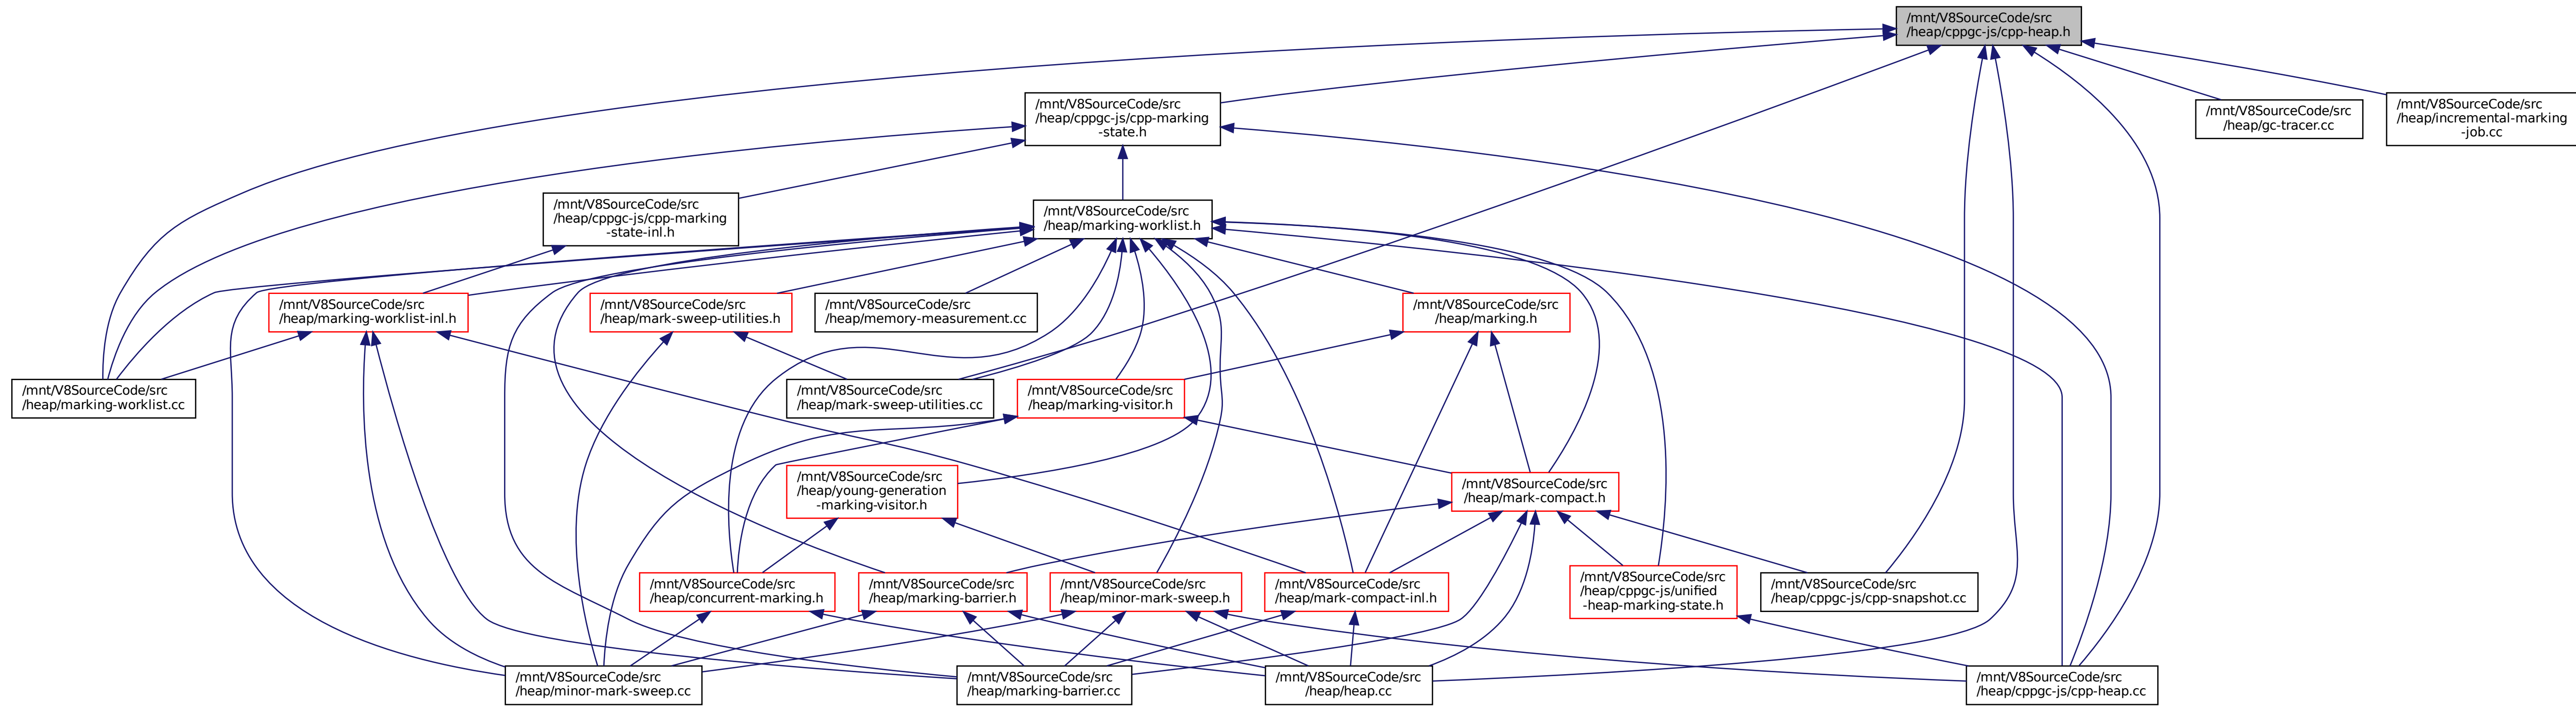 /mnt/V8SourceCode/src
/heap/cppgc-js/cpp-heap.h
/mnt/V8SourceCode/src
/heap/cppgc-js/cpp-marking
-state.h
/mnt/V8SourceCode/src
/heap/gc-tracer.cc
/mnt/V8SourceCode/src
/heap/incremental-marking
-job.cc
/mnt/V8SourceCode/src
/heap/cppgc-js/cpp-marking
-state-inl.h
/mnt/V8SourceCode/src
/heap/marking-worklist.h
/mnt/V8SourceCode/src
/heap/marking-worklist-inl.h
/mnt/V8SourceCode/src
/heap/mark-sweep-utilities.h
/mnt/V8SourceCode/src
/heap/memory-measurement.cc
/mnt/V8SourceCode/src
/heap/marking.h
/mnt/V8SourceCode/src
/heap/marking-worklist.cc
/mnt/V8SourceCode/src
/heap/mark-sweep-utilities.cc
/mnt/V8SourceCode/src
/heap/marking-visitor.h
/mnt/V8SourceCode/src
/heap/young-generation
-marking-visitor.h
/mnt/V8SourceCode/src
/heap/mark-compact.h
/mnt/V8SourceCode/src
/heap/concurrent-marking.h
/mnt/V8SourceCode/src
/heap/marking-barrier.h
/mnt/V8SourceCode/src
/heap/minor-mark-sweep.h
/mnt/V8SourceCode/src
/heap/mark-compact-inl.h
/mnt/V8SourceCode/src
/heap/cppgc-js/unified
-heap-marking-state.h
/mnt/V8SourceCode/src
/heap/cppgc-js/cpp-snapshot.cc
/mnt/V8SourceCode/src
/heap/minor-mark-sweep.cc
/mnt/V8SourceCode/src
/heap/marking-barrier.cc
/mnt/V8SourceCode/src
/heap/heap.cc
/mnt/V8SourceCode/src
/heap/cppgc-js/cpp-heap.cc